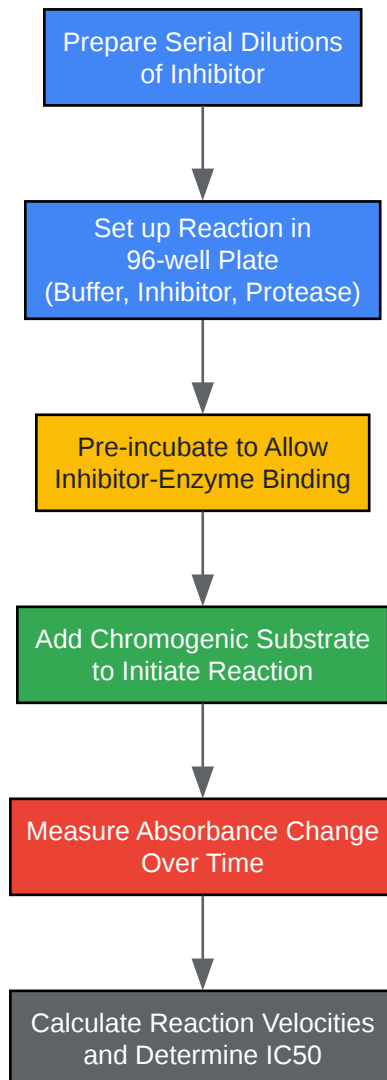 Prepare Serial Dilutions
of Inhibitor
Set up Reaction in
96-well Plate
(Buffer, Inhibitor, Protease)
Pre-incubate to Allow
Inhibitor-Enzyme Binding
Add Chromogenic Substrate
to Initiate Reaction
Measure Absorbance Change
Over Time
Calculate Reaction Velocities
and Determine IC50